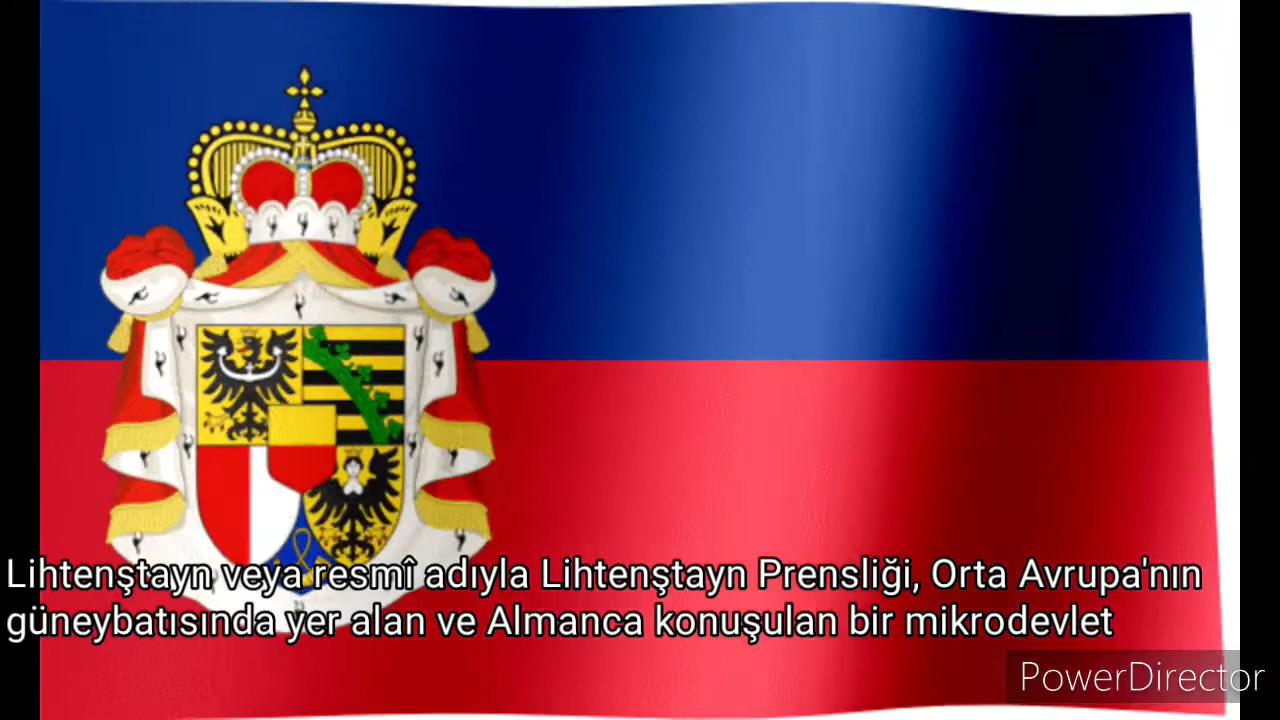 Lihtenştayn veya resmî adıyla Lihtenştayn Prensliği, Orta Avrupa'nın
güneybatısında yer alan ve Almanca konuşulan bir mikrodevlet
PowerDirector